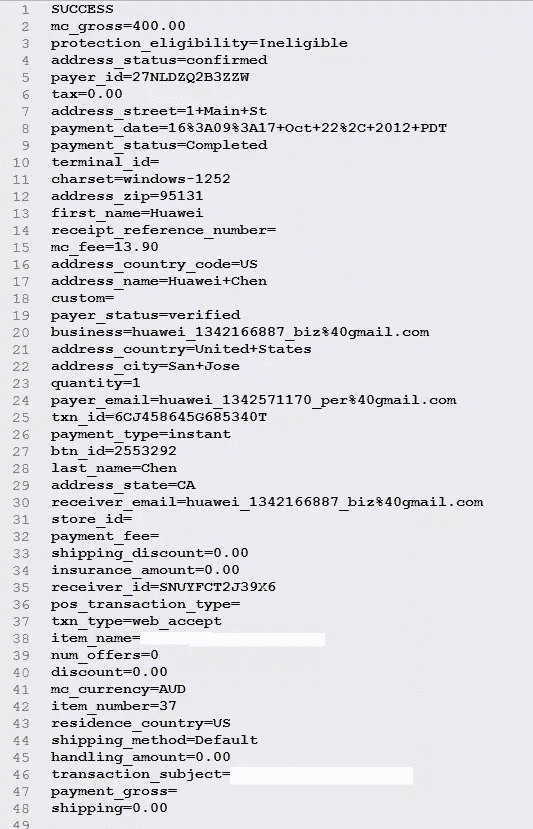 1 SUCCESS
2 mc_gross=400.00
3 protection_eligibility=Ineligible
4 address_status=confirmed
5 payer_id=27NLDZQ2B3ZZW
6 tax=0.00
7 address_street=1+Main+St
8 payment_date=16%3A09%3A17+Oct+22%2C+2012+PDT
9 payment_status=Completed
10 terminal_id=
11 charset=windows-1252
12 address_zip=95131
13 first_name=Huawei
14 receipt_reference_number=
15 mc_fee=13.90
16 address_country_code=US
17 address_name=Huawei+Chen
18 custom=
19 payer_status=verified
20 business=huawei_1342166887_biz%40gmail.com
21 address_country=United+States
22 address_city=San+Jose
23 quantity=1
24 payer_email=huawei_1342571170_per%40gmail.com
25 txn_id=6CJ458645G685340T
26 payment_type=instant
27 btn_id=2553292
28 last_name=Chen
29 address_state=CA
30 receiver_email=huawei_1342166887_biz%40gmail.com
31 store_id=
32 payment_fee=
33 shipping_discount=0.00
34 insurance_amount=0.00
35 receiver_id=SNUYFCT2J39X6
36 pos_transaction_type=
37 txn_type=web_accept
38 item_name=
39 num_offers=0
40 discount=0.00
41 mc_currency=AUD
42 item_number=37
43 residence_country=US
44 shipping_method=Default
45 handling_amount=0.00
46 transaction_subject=
47 payment_gross=
48 shipping=0.00
49